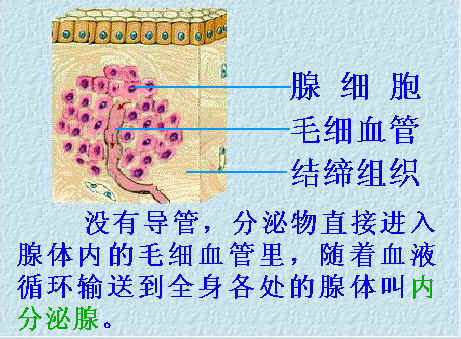 腺 细 胞
毛细血管
结缔组织
没有导管，分泌物直接进入
腺体内的毛细血管里，随着血液
循环输送到全身各处的腺体叫内
分泌腺。